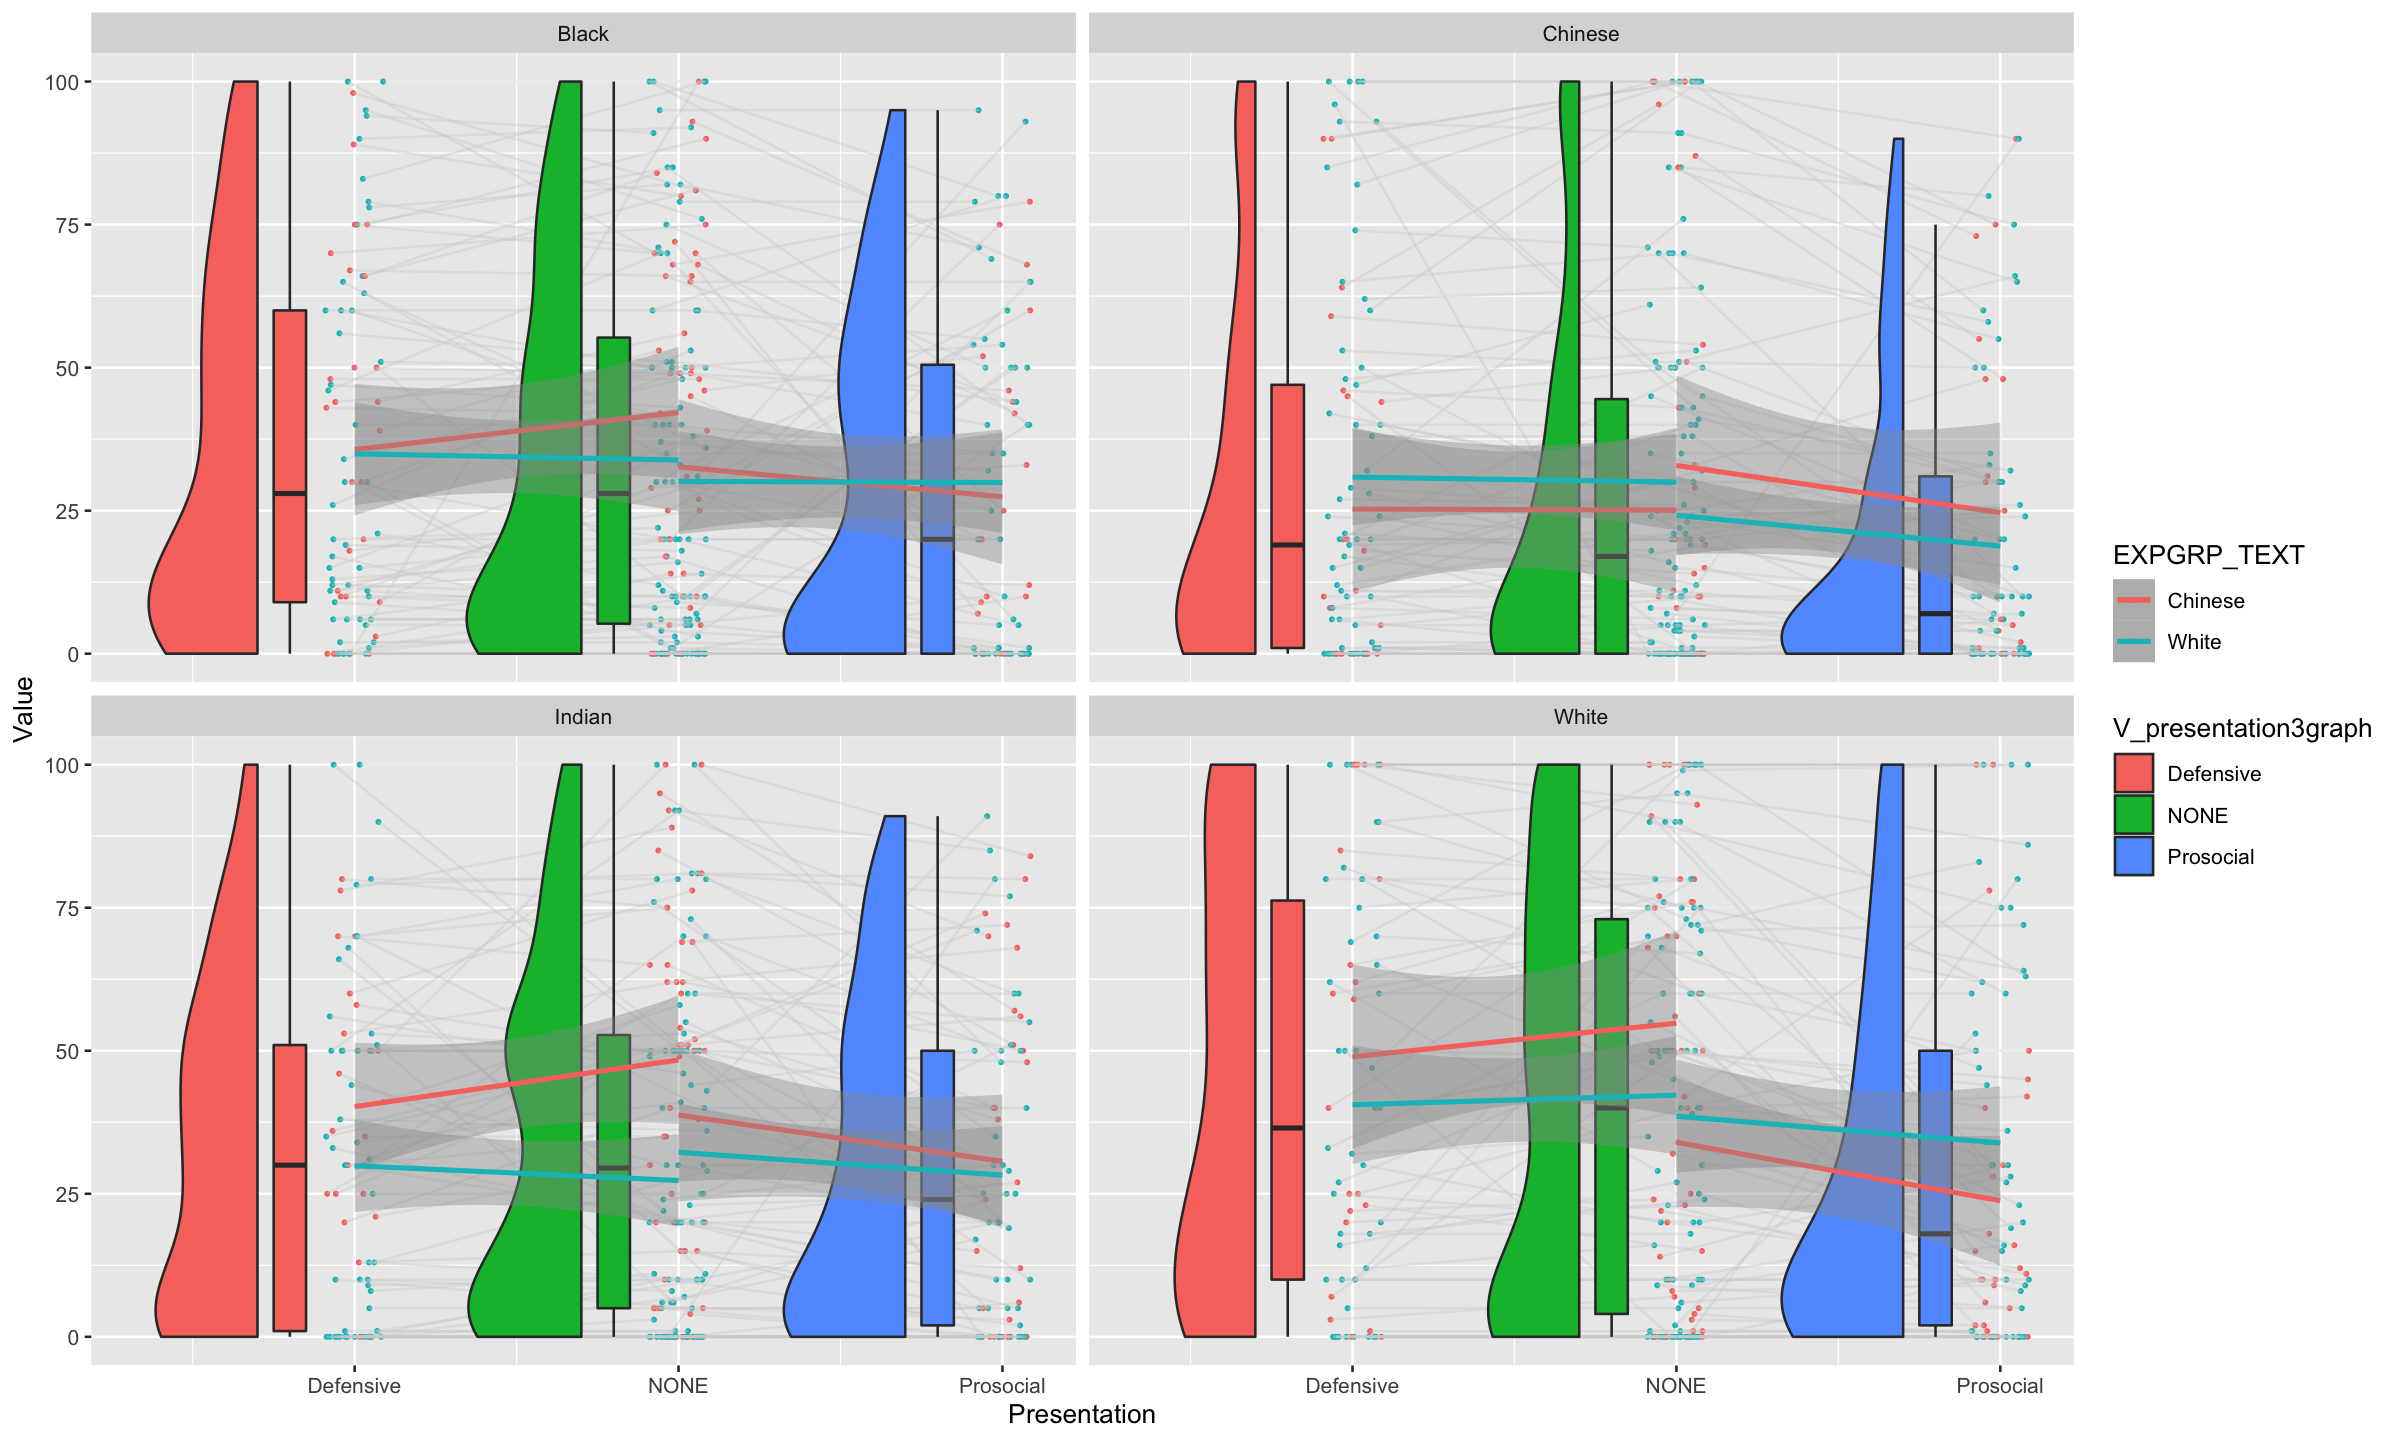 Black
Chinese
100
75
50
25
0
Indian
White
100
75
50
25
0
Defensive
NONE
Prosocial
Defensive
NONE
Prosocial
Presentation
Value
EXPGRP_TEXT
Chinese
White
V_presentation3graph
Defensive
NONE
Prosocial